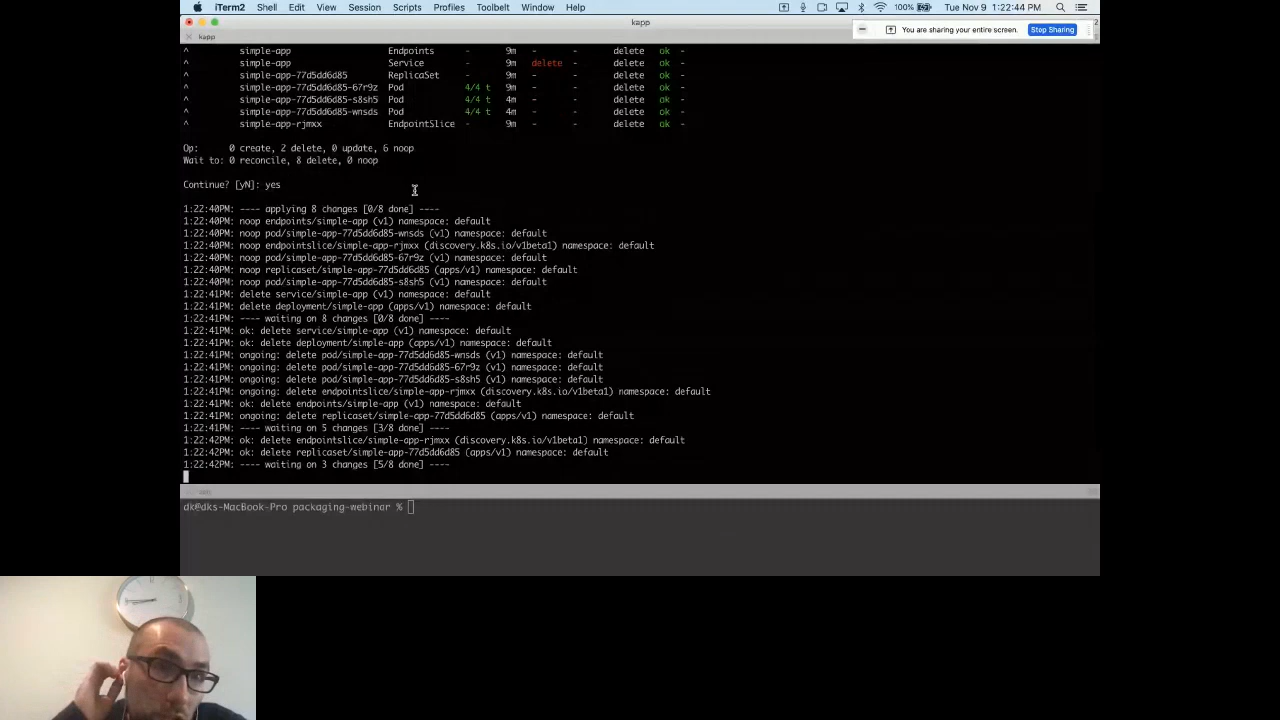 iTerm2 Shell Edit View Session Scripts Profiles Toolbelt Window Help 100% Tue Nov 9 1:22:44 PM
kapp
You are sharing your entire screen. Stop Sharing
kapp
^ simple-app Endpoints - 9m - - delete ok -
^ simple-app Service - 9m delete - delete ok -
^ simple-app-77d5dd6d85 ReplicaSet - 9m - - delete ok -
^ simple-app-77d5dd6d85-67r9z Pod 4/4 t 9m - - delete ok -
^ simple-app-77d5dd6d85-s8sh5 Pod 4/4 t 4m - - delete ok -
^ simple-app-77d5dd6d85-wnsds Pod 4/4 t 4m - - delete ok -
^ simple-app-rjmxx EndpointSlice - 9m - - delete ok -
Op: 0 create, 2 delete, 0 update, 6 noop
Wait to: 0 reconcile, 8 delete, 0 noop
Continue? [yN]: yes
1:22:40PM: ---- applying 8 changes [0/8 done] ----
1:22:40PM: noop endpoints/simple-app (v1) namespace: default
1:22:40PM: noop pod/simple-app-77d5dd6d85-wnsds (v1) namespace: default
1:22:40PM: noop endpointslice/simple-app-rjmxx (discovery.k8s.io/v1beta1) namespace: default
1:22:40PM: noop pod/simple-app-77d5dd6d85-67r9z (v1) namespace: default
1:22:40PM: noop replicaset/simple-app-77d5dd6d85 (apps/v1) namespace: default
1:22:40PM: noop pod/simple-app-77d5dd6d85-s8sh5 (v1) namespace: default
1:22:41PM: delete service/simple-app (v1) namespace: default
1:22:41PM: delete deployment/simple-app (apps/v1) namespace: default
1:22:41PM: ---- waiting on 8 changes [0/8 done] ----
1:22:41PM: ok: delete service/simple-app (v1) namespace: default
1:22:41PM: ok: delete deployment/simple-app (apps/v1) namespace: default
1:22:41PM: ongoing: delete pod/simple-app-77d5dd6d85-wnsds (v1) namespace: default
1:22:41PM: ongoing: delete pod/simple-app-77d5dd6d85-67r9z (v1) namespace: default
1:22:41PM: ongoing: delete pod/simple-app-77d5dd6d85-s8sh5 (v1) namespace: default
1:22:41PM: ongoing: delete endpointslice/simple-app-rjmxx (discovery.k8s.io/v1beta1) namespace: default
1:22:41PM: ok: delete endpoints/simple-app (v1) namespace: default
1:22:41PM: ongoing: delete replicaset/simple-app-77d5dd6d85 (apps/v1) namespace: default
1:22:41PM: ---- waiting on 5 changes [3/8 done] ----
1:22:42PM: ok: delete endpointslice/simple-app-rjmxx (discovery.k8s.io/v1beta1) namespace: default
1:22:42PM: ok: delete replicaset/simple-app-77d5dd6d85 (apps/v1) namespace: default
1:22:42PM: ---- waiting on 3 changes [5/8 done] ----
dk@dks-MacBook-Pro packaging-webinar %